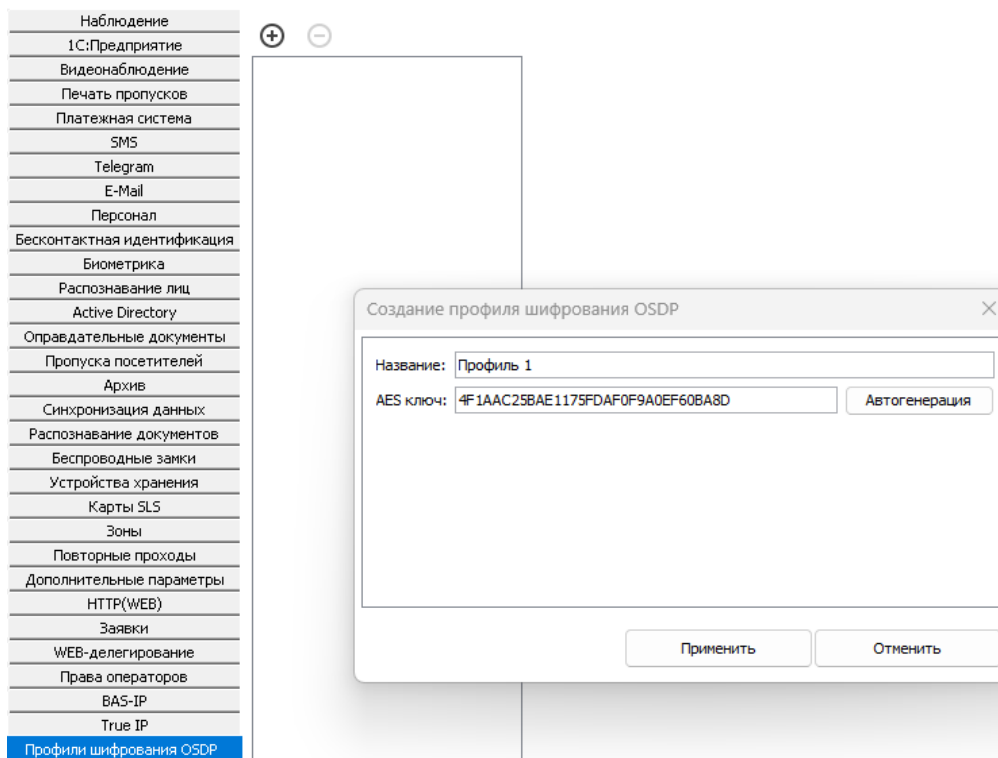 Наблюдение
1С:Предприятие
Видеонаблюдение
Печать пропусков
Платежная система
SMS
Telegram
E-Mail
Персонал
Бесконтактная идентификация
Биометрика
Распознавание лиц
Active Directory
Оправдательные документы
Пропуска посетителей
Архив
Синхронизация данных
Распознавание документов
Беспроводные замки
Устройства хранения
Карты SLS
Зоны
Повторные проходы
Дополнительные параметры
HTTP(WEB)
Заявки
WEB-делегирование
Права операторов
BAS-IP
True IP
Профили шифрования OSDP
Создание профиля шифрования OSDP
Название: Профиль 1
AES ключ: 4F1AAC25BAE1175FDAF0F9A0EF60BA8D Автогенерация
Применить Отменить